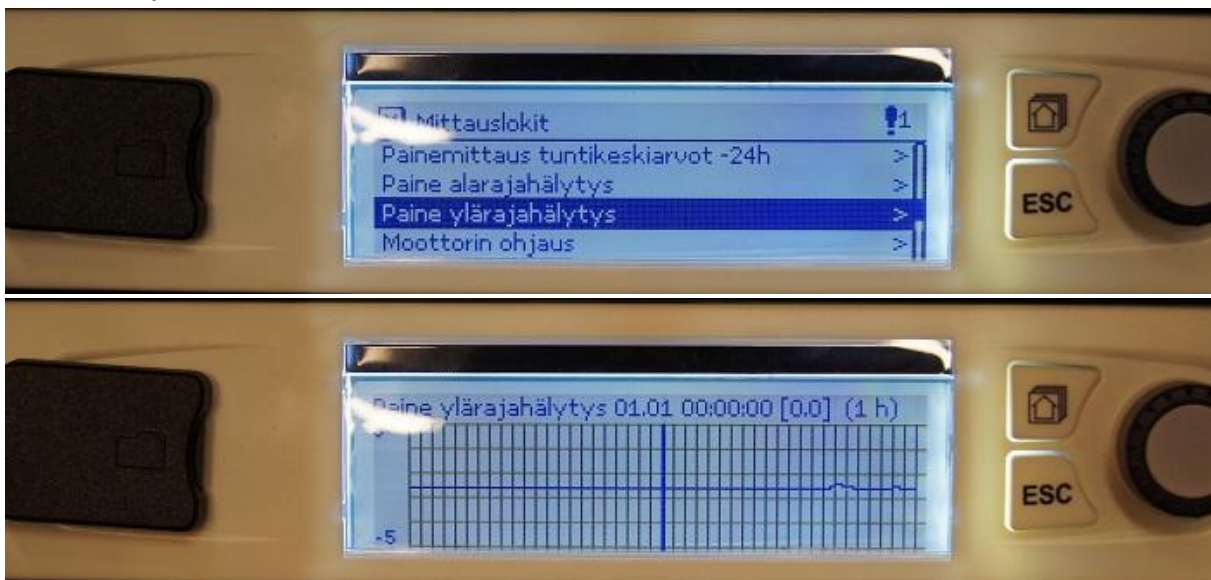 Mittauslokit 1
Painemittaus tuntikeskiarvot -24h >
Paine alarajahälytys >
Paine ylärajahälytys >
Moottorin ohjaus >
ESC
Paine ylärajahälytys 01.01 00:00:00 [0.0] (1 h)
-5
ESC